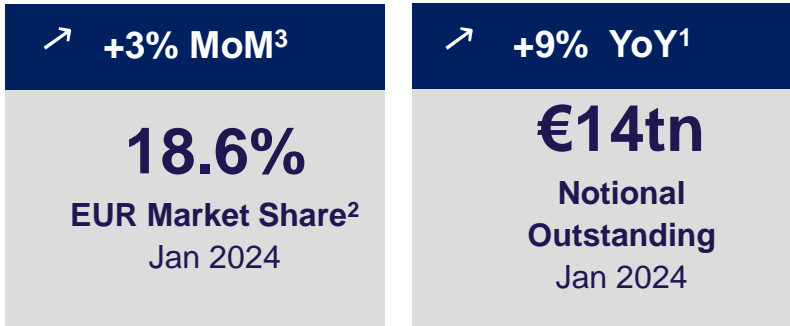 ↗ +3% MoM³
18.6%
EUR Market Share²
Jan 2024
↗ +9% YoY¹
€14tn
Notional
Outstanding
Jan 2024